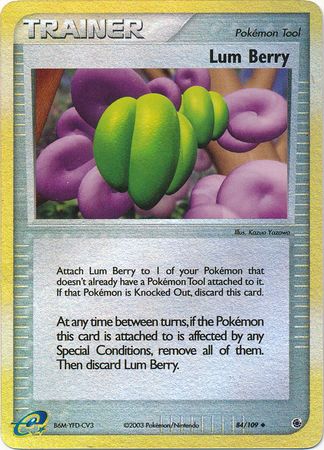 TRAINER
Pokémon Tool
Lum Berry
Illus. Kazuo Yazawa
Attach Lum Berry to 1 of your Pokémon that
doesn't already have a Pokémon Tool attached to it.
If that Pokémon is Knocked Out, discard this card.
At any time between turns, if the Pokémon
this card is attached to is affected by any
Special Conditions, remove all of them.
Then discard Lum Berry.
e B6M-YFD-CV3 ©2003 Pokémon/Nintendo 84/109